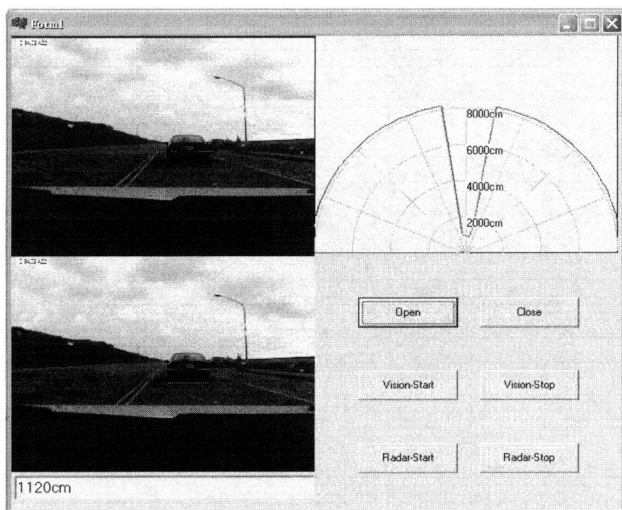 Form1
8000cm
6000cm
4000cm
2000cm
Open
Close
Vision-Start
Vision-Stop
Radar-Start
Radar-Stop
1120cm